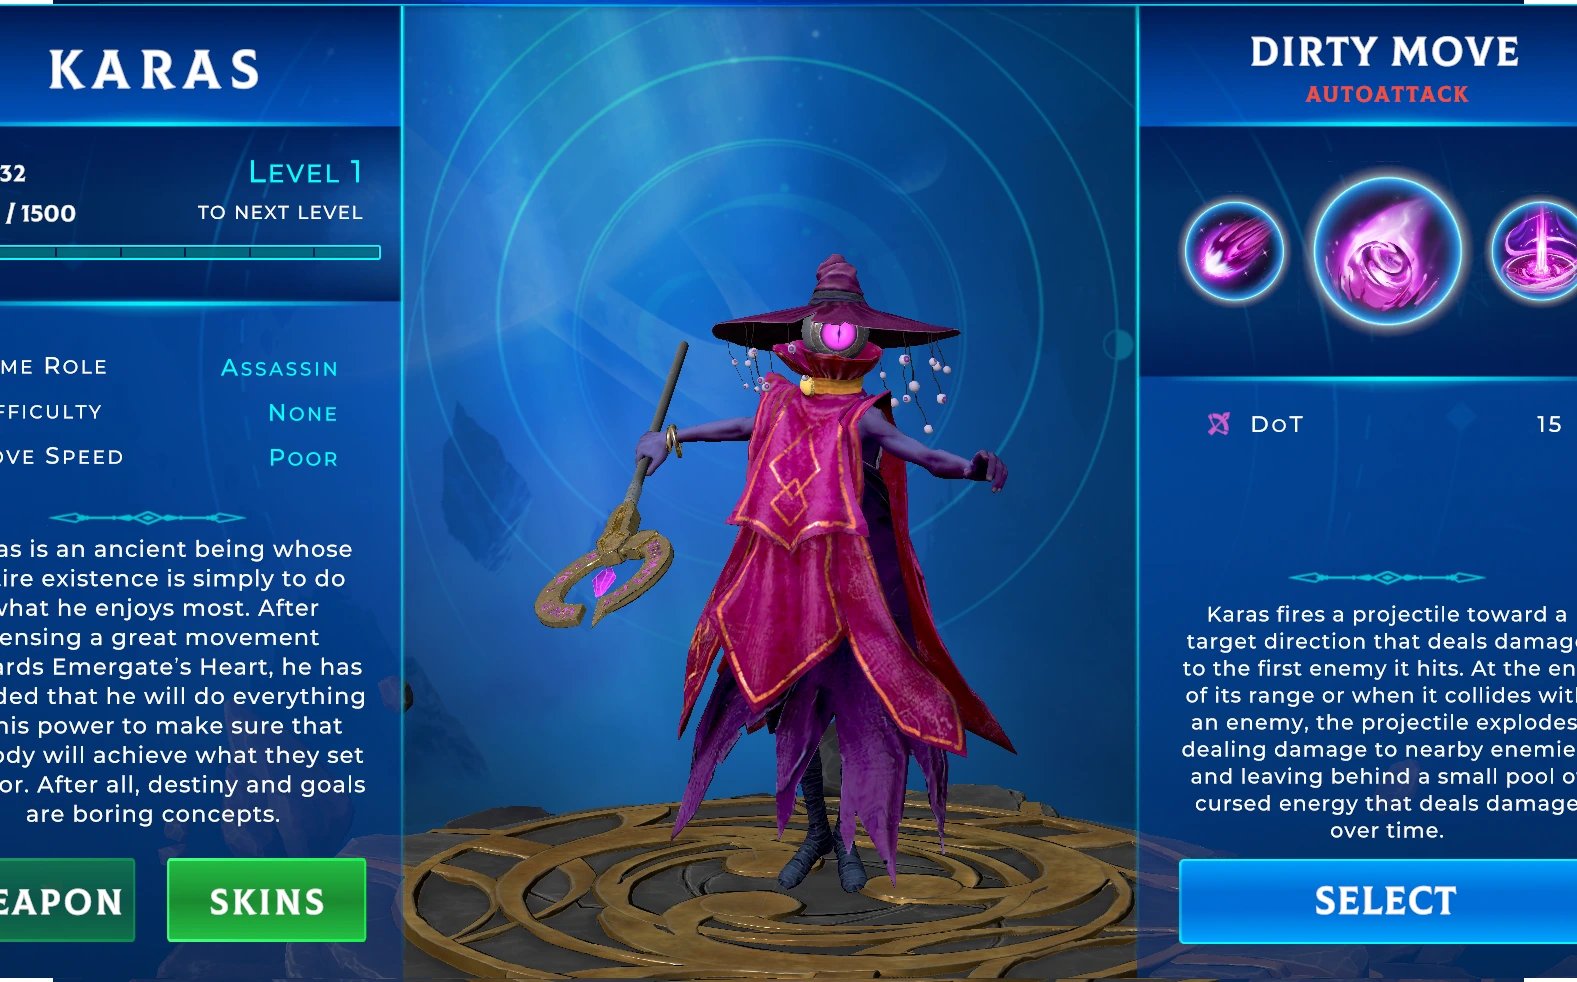 KARAS
32
/ 1500
LEVEL 1
TO NEXT LEVEL
ME ROLE
ASSASSIN
FFICULTY
NONE
OVE SPEED
POOR
as is an ancient being whose
ire existence is simply to do
what he enjoys most. After
ensing a great movement
ards Emergate's Heart, he has
ded that he will do everything
his power to make sure that
ody will achieve what they set
or. After all, destiny and goals
are boring concepts.
EAPON
SKINS
DIRTY MOVE
AUTOATTACK
DOT
15
Karas fires a projectile toward a
target direction that deals damage
to the first enemy it hits. At the en
of its range or when it collides with
an enemy, the projectile explodes
dealing damage to nearby enemie
and leaving behind a small pool o
cursed energy that deals damage
over time.
SELECT